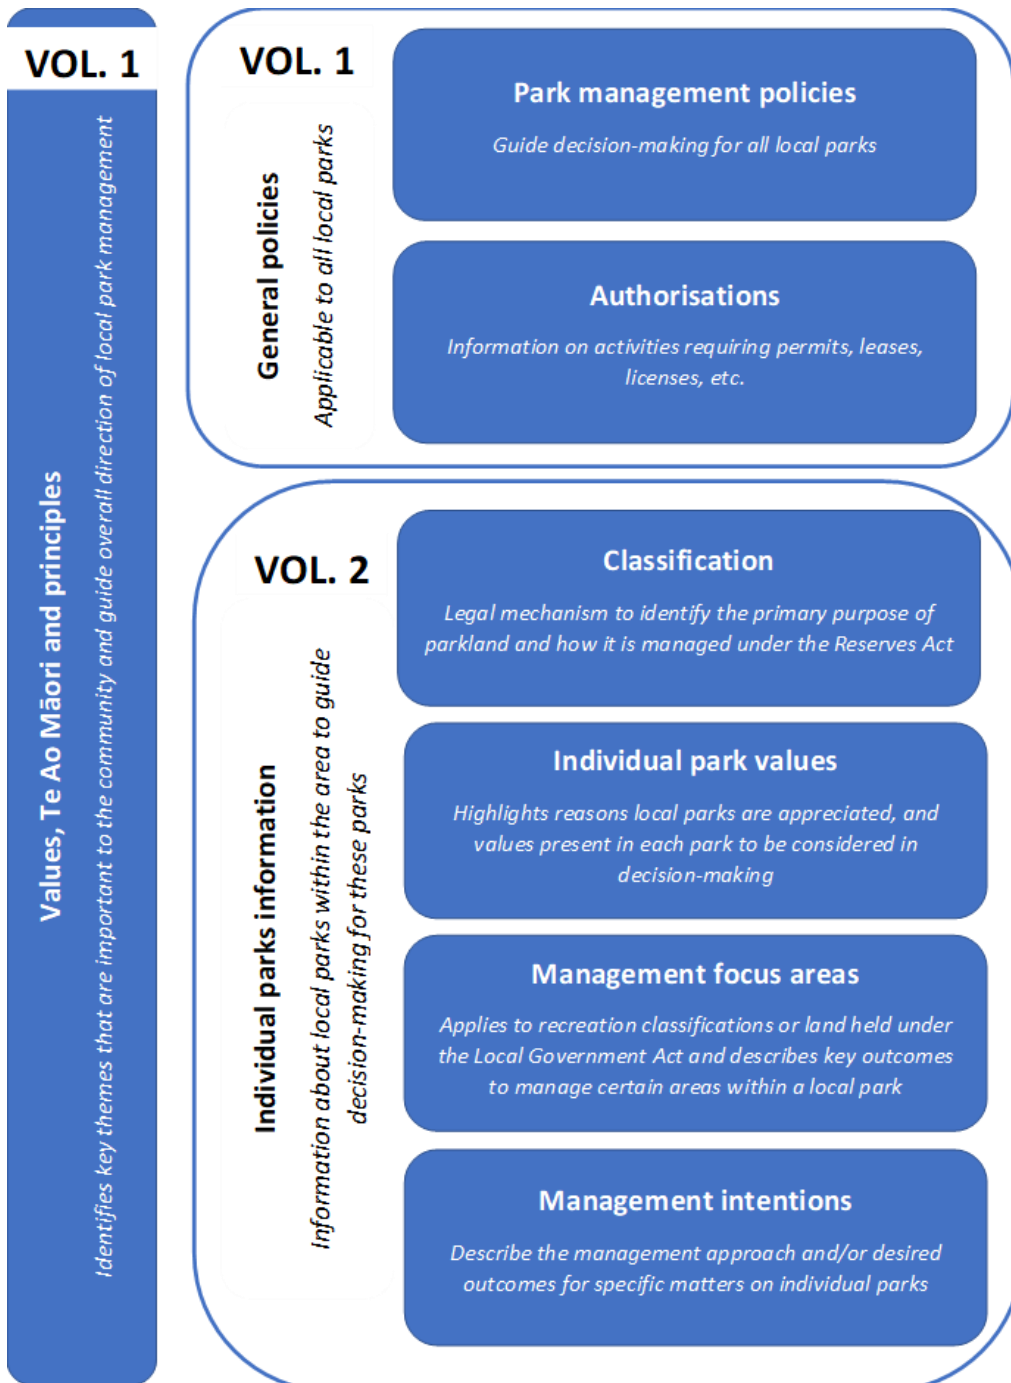 VOL. 1
Values, Te Ao Māori and principles
Identifies key themes that are important to the community and guide overall direction of local park management
VOL. 1
General policies
Applicable to all local parks
Park management policies
Guide decision-making for all local parks
Authorisations
Information on activities requiring permits, leases,
licenses, etc.
VOL. 2
Individual parks information
Information about local parks within the area to guide
decision-making for these parks
Classification
Legal mechanism to identify the primary purpose of
parkland and how it is managed under the Reserves Act
Individual park values
Highlights reasons local parks are appreciated, and
values present in each park to be considered in
decision-making
Management focus areas
Applies to recreation classifications or land held under
the Local Government Act and describes key outcomes
to manage certain areas within a local park
Management intentions
Describe the management approach and/or desired
outcomes for specific matters on individual parks